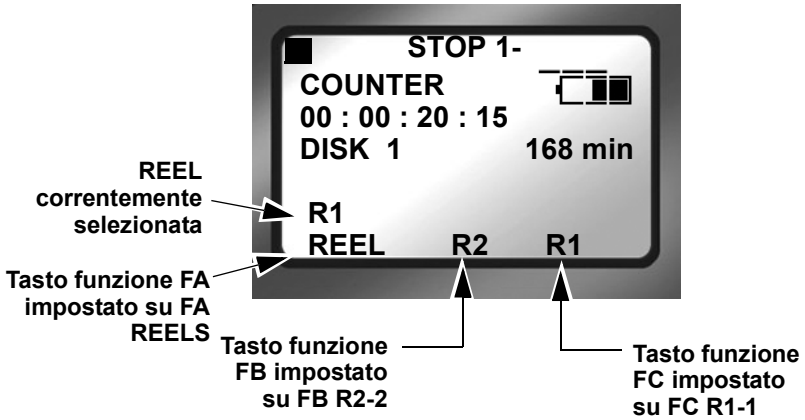 STOP 1-
COUNTER
00 : 00 : 20 : 15
DISK 1 168 min
R1
REEL R2 R1
REEL
correntemente
selezionata
Tasto funzione FA
impostato su FA
REELS
Tasto funzione
FB impostato
su FB R2-2
Tasto funzione
FC impostato
su FC R1-1